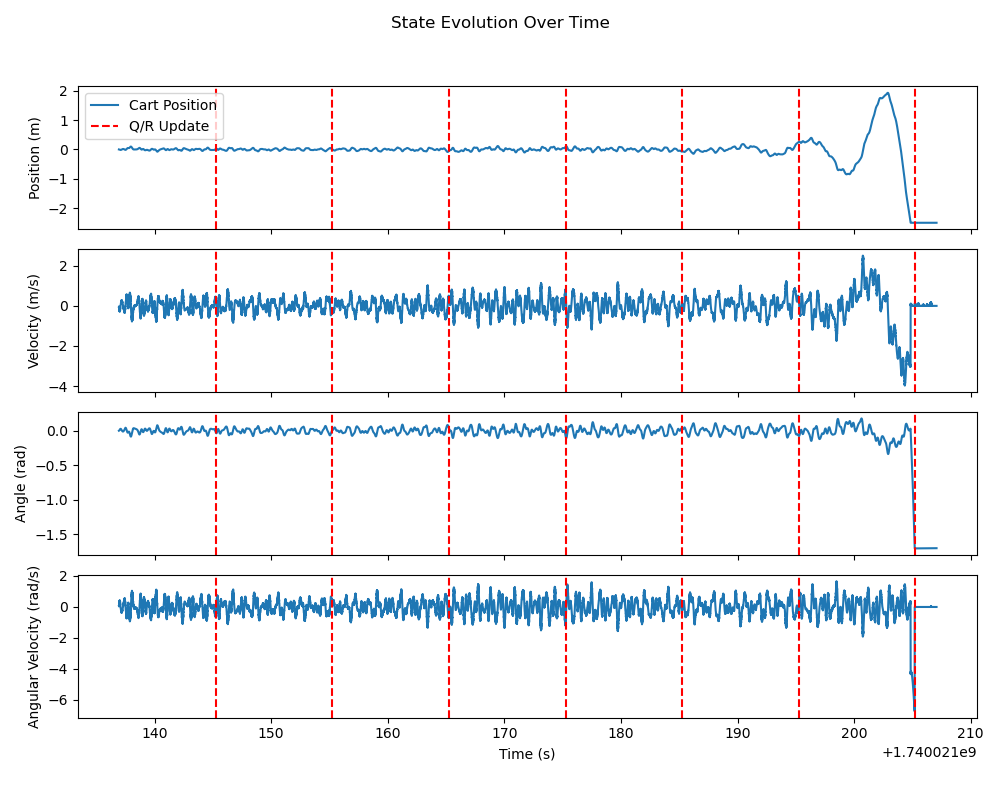 State Evolution Over Time
Cart Position
Q/R Update
Position (m)
2
1
0
−1
−2
Velocity (m/s)
2
0
−2
−4
Angle (rad)
0.0
−0.5
−1.0
−1.5
Angular Velocity (rad/s)
2
0
−2
−4
−6
140 150 160 170 180 190 200 210
Time (s)
+1.740021e9